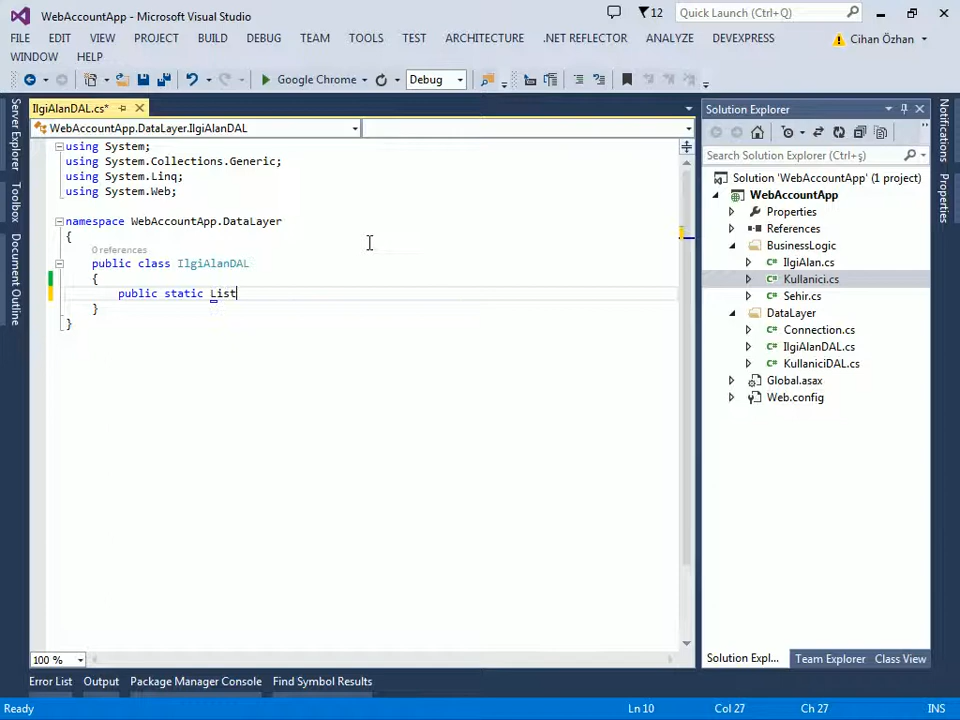 WebAccountApp - Microsoft Visual Studio
12
Quick Launch (Ctrl+Q)
FILE EDIT VIEW PROJECT BUILD DEBUG TEAM TOOLS TEST ARCHITECTURE .NET REFLECTOR ANALYZE DEVEXPRESS
Cihan Özhan
WINDOW HELP
Google Chrome
Debug
Server Explorer
Toolbox
Document Outline
IlgiAlanDAL.cs*
WebAccountApp.DataLayer.IlgiAlanDAL
using System;
using System.Collections.Generic;
using System.Linq;
using System.Web;
namespace WebAccountApp.DataLayer
{
0 references
public class IlgiAlanDAL
{
public static List
}
}
100 %
Solution Explorer
Search Solution Explorer (Ctrl+ş)
Solution 'WebAccountApp' (1 project)
WebAccountApp
Properties
References
BusinessLogic
IlgiAlan.cs
Kullanici.cs
Sehir.cs
DataLayer
Connection.cs
IlgiAlanDAL.cs
KullaniciDAL.cs
Global.asax
Web.config
Solution Expl...
Team Explorer
Class View
Notifications
Properties
Error List
Output
Package Manager Console
Find Symbol Results
Ready
Ln 10
Col 27
Ch 27
INS